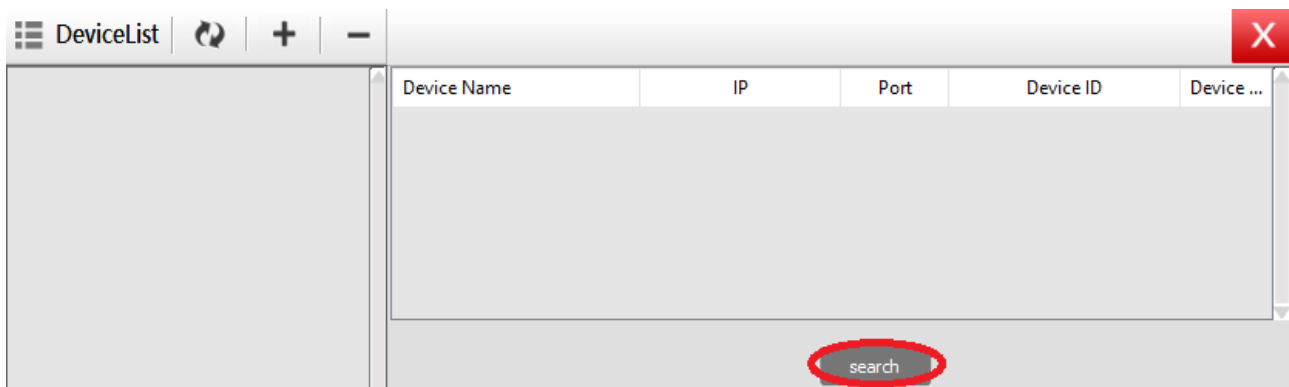 DeviceList
X
Device Name IP Port Device ID Device ...
search